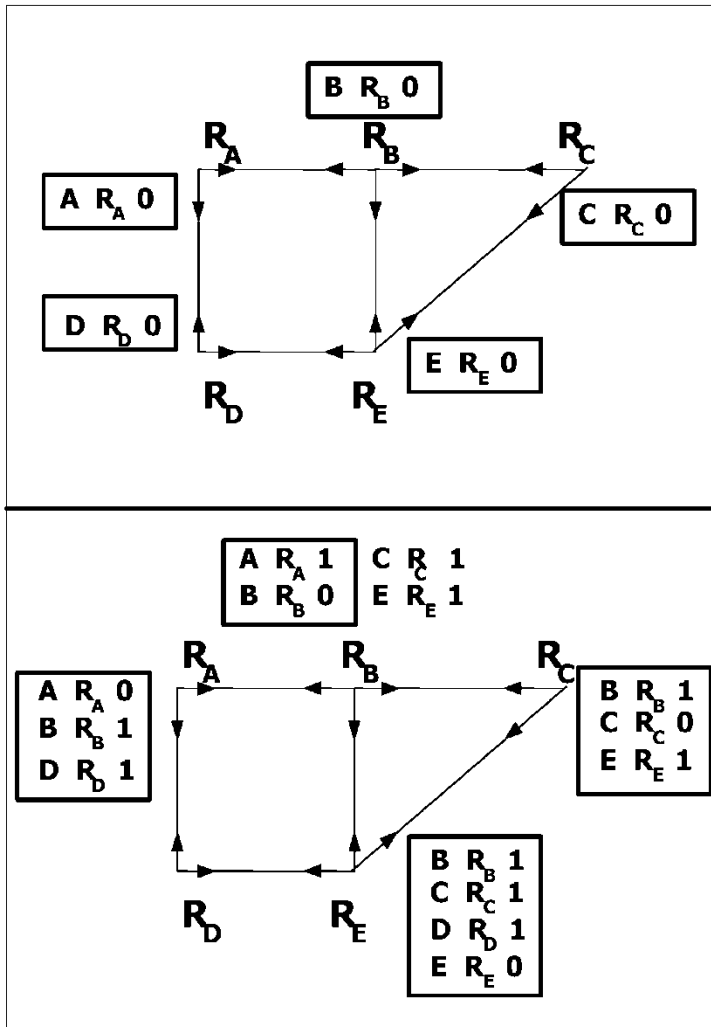 B R_B 0
R_A R_B R_C
A R_A 0
C R_C 0
D R_D 0
E R_E 0
R_D R_E
A R_A 1 C R_C 1
B R_B 0 E R_E 1
R_A R_B R_C
A R_A 0
B R_B 1
D R_D 1
B R_B 1
C R_C 0
E R_E 1
R_D R_E
B R_B 1
C R_C 1
D R_D 1
E R_E 0